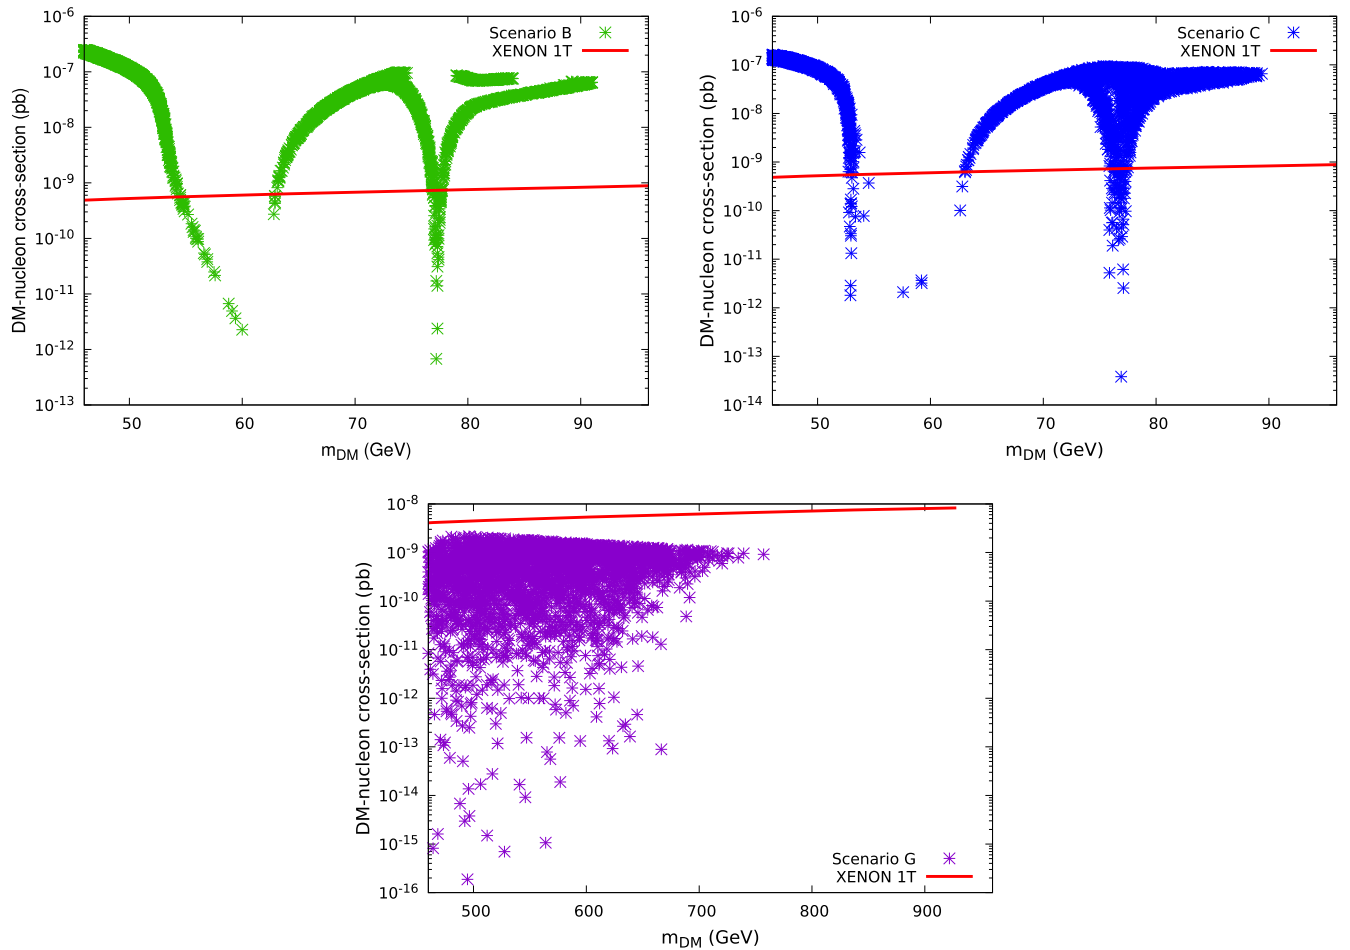 DM-nucleon cross-section (pb)
10⁻⁶
10⁻⁷
10⁻⁸
10⁻⁹
10⁻¹⁰
10⁻¹¹
10⁻¹²
10⁻¹³
Scenario B
XENON 1T
50 60 70 80 90
m_DM (GeV)
DM-nucleon cross-section (pb)
10⁻⁶
10⁻⁷
10⁻⁸
10⁻⁹
10⁻¹⁰
10⁻¹¹
10⁻¹²
10⁻¹³
10⁻¹⁴
Scenario C
XENON 1T
50 60 70 80 90
m_DM (GeV)
DM-nucleon cross-section (pb)
10⁻⁸
10⁻⁹
10⁻¹⁰
10⁻¹¹
10⁻¹²
10⁻¹³
10⁻¹⁴
10⁻¹⁵
10⁻¹⁶
Scenario G
XENON 1T
500 600 700 800 900
m_DM (GeV)